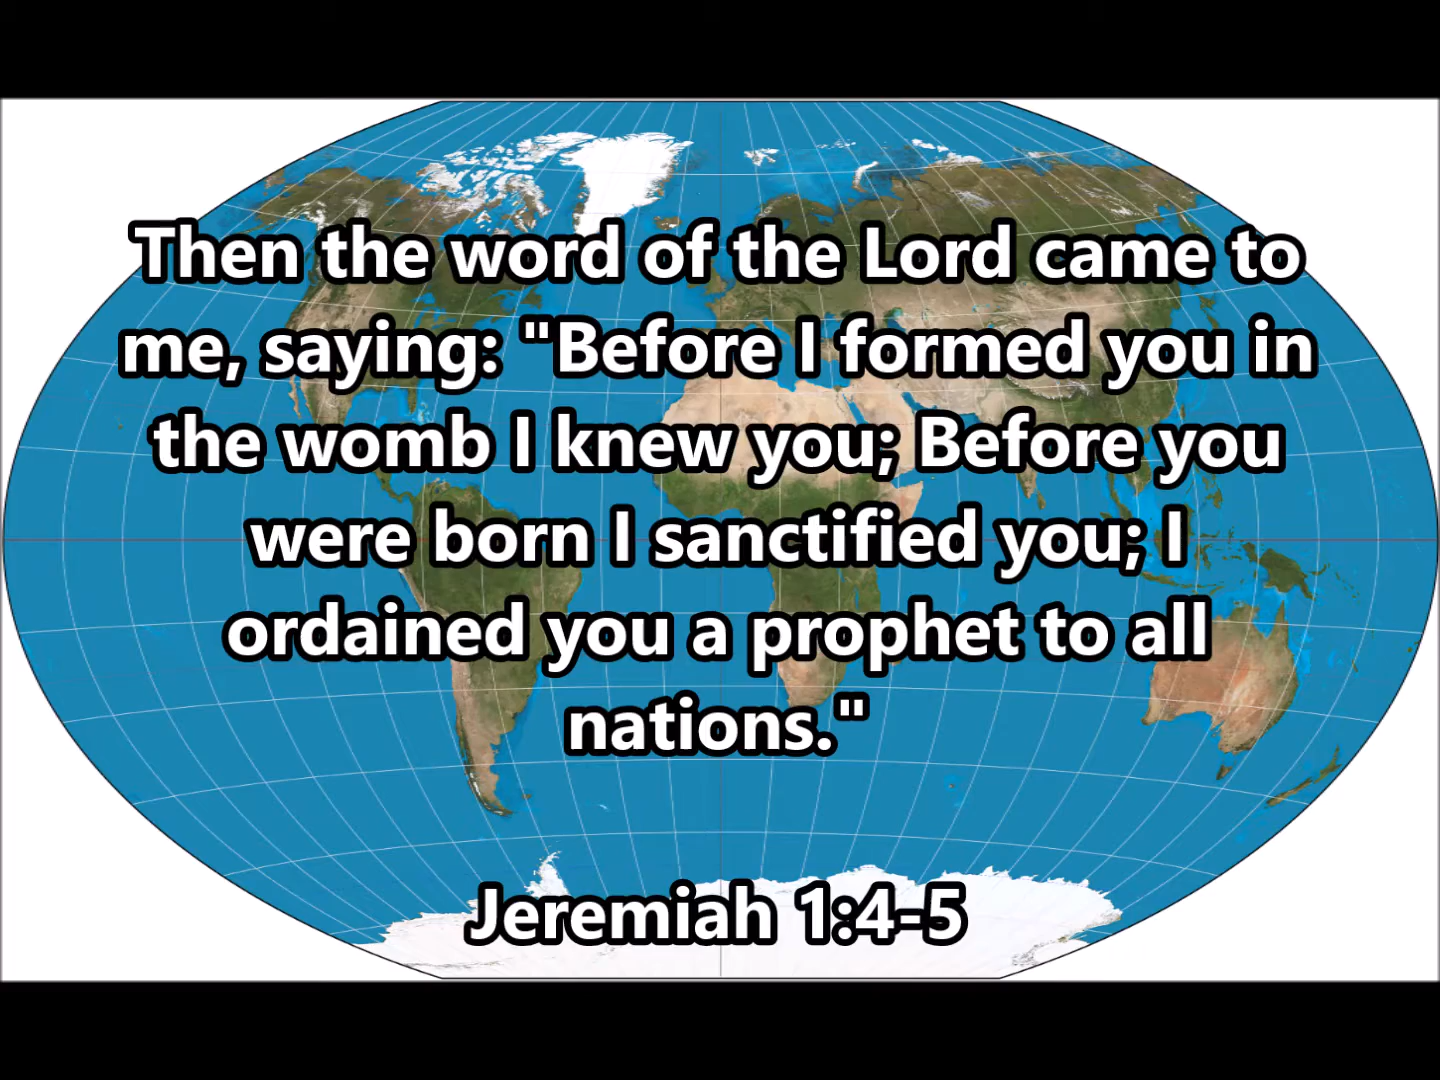 Then the word of the Lord came to
me, saying: "Before I formed you in
the womb I knew you; Before you
were born I sanctified you; I
ordained you a prophet to all
nations."
Jeremiah 1:4-5